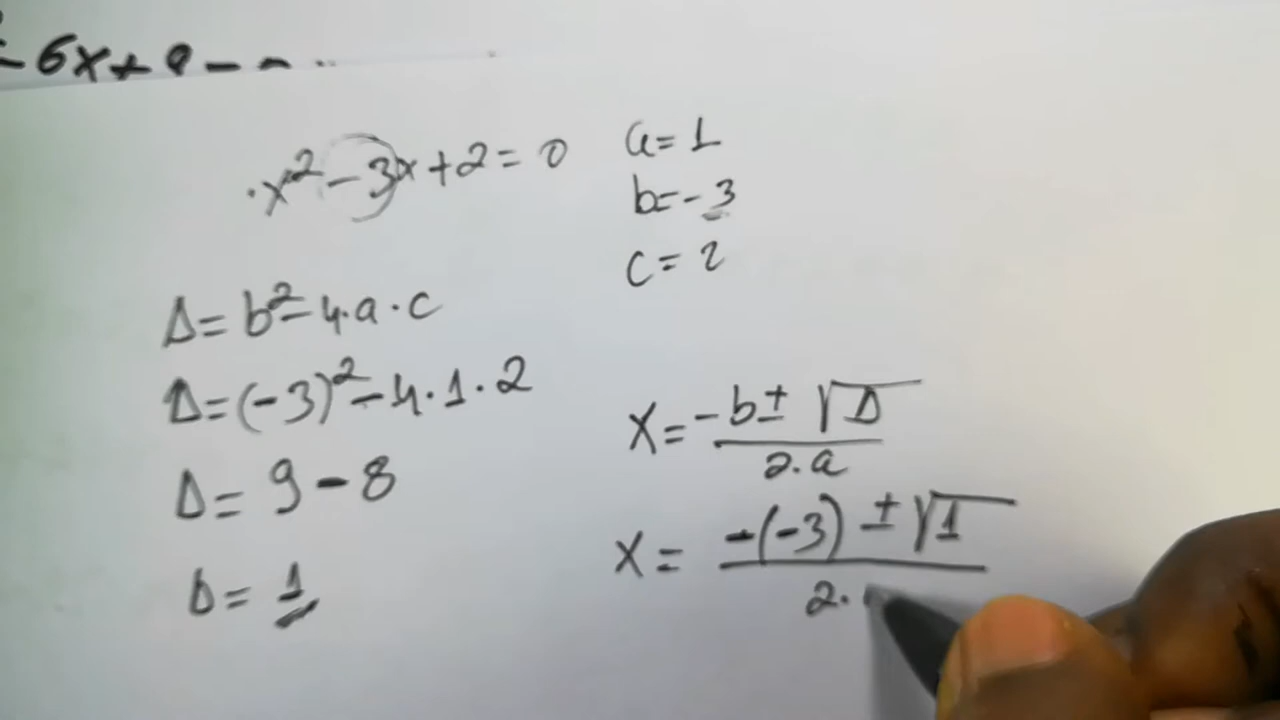 - 6x + 9 - - ..
·x² - 3x + 2 = 0
a = 1
b = - 3
c = 2
Δ = b² - 4.a.c
Δ = (-3)² - 4.1.2
Δ = 9 - 8
Δ = 1
X = -b ± √Δ / 2.a
X = -(-3) ± √1 / 2.